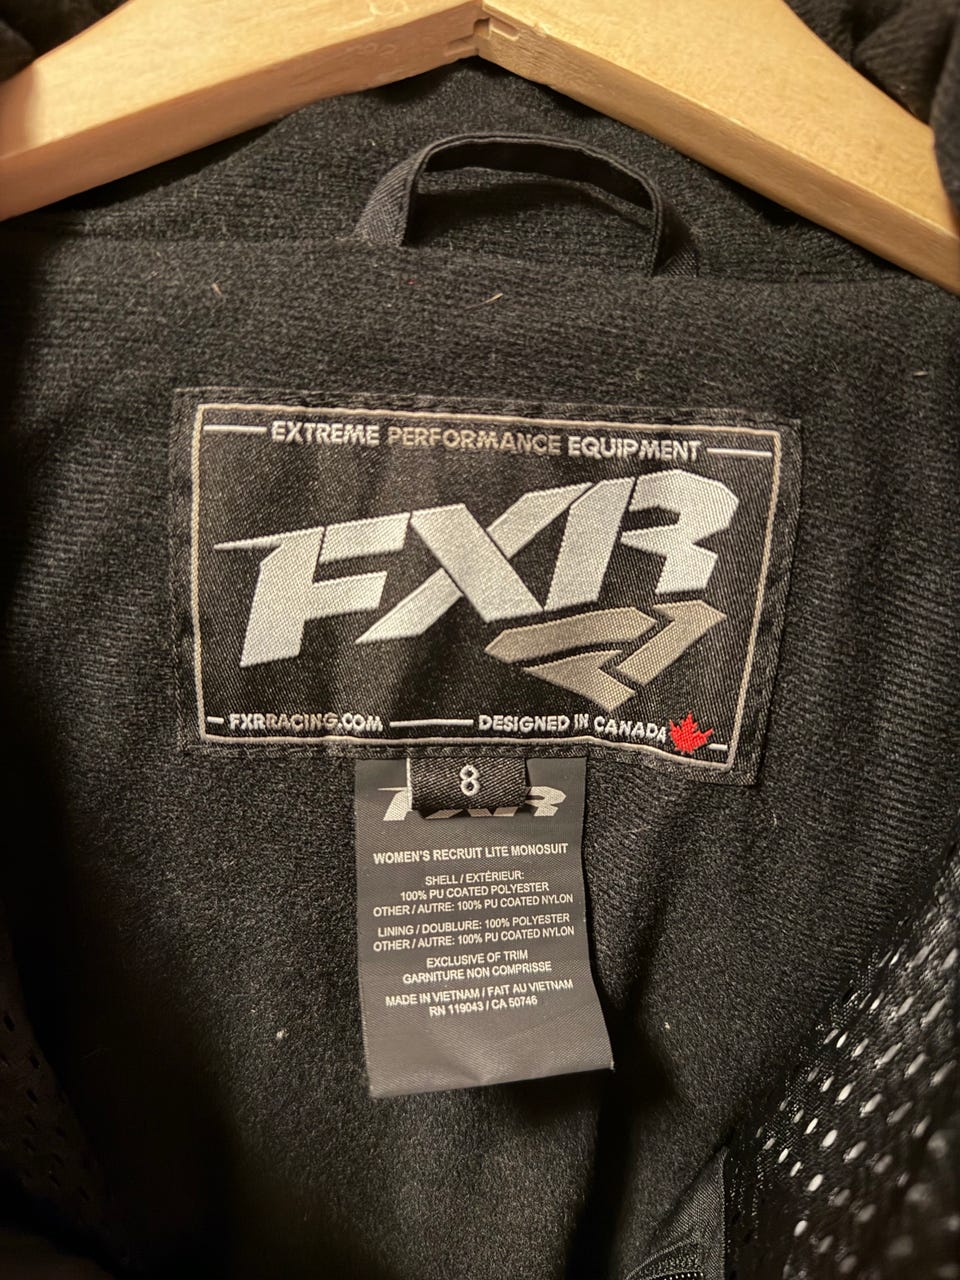 EXTREME PERFORMANCE EQUIPMENT
FXR
FXRRACING.COM DESIGNED IN CANADA
8
FXR
WOMEN'S RECRUIT LITE MONOSUIT
SHELL / EXTÉRIEUR:
100% PU COATED POLYESTER
OTHER / AUTRE: 100% PU COATED NYLON
LINING / DOUBLURE: 100% POLYESTER
OTHER / AUTRE: 100% PU COATED NYLON
EXCLUSIVE OF TRIM
GARNITURE NON COMPRISSE
MADE IN VIETNAM / FAIT AU VIETNAM
RN 119043 / CA 50746